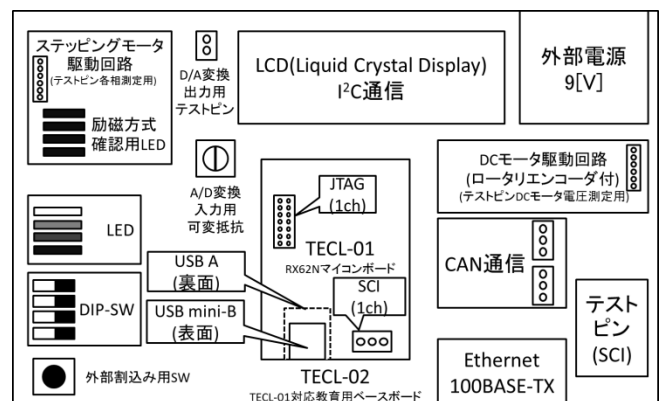 ステッピングモータ
駆動回路
(テストピン各相測定用)
励磁方式
確認用LED
D/A変換
出力用
テストピン
LCD(Liquid Crystal Display)
I²C通信
外部電源
9[V]
A/D変換
入力用
可変抵抗
JTAG
(1ch)
DCモータ駆動回路
(ロータリエンコーダ付)
(テストピンDCモータ電圧測定用)
LED
TECL-01
RX62Nマイコンボード
CAN通信
USB A
(裏面)
SCI
(1ch)
DIP-SW
USB mini-B
(表面)
テスト
ピン
(SCI)
外部割込み用SW
TECL-02
TECL-01対応教育用ベースボード
Ethernet
100BASE-TX